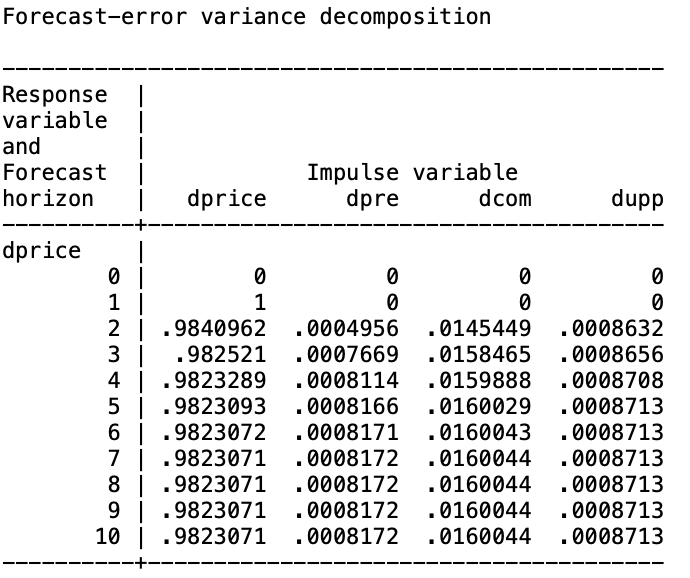 Forecast-error variance decomposition
--------------------------------------------------
Response  |
variable  |
and       |
Forecast  |            Impulse variable
horizon   |   dprice      dpre      dcom      dupp
----------+---------------------------------------
dprice    |
        0 |        0         0         0         0
        1 |        1         0         0         0
        2 | .9840962  .0004956  .0145449  .0008632
        3 |  .982521  .0007669  .0158465  .0008656
        4 | .9823289  .0008114  .0159888  .0008708
        5 | .9823093  .0008166  .0160029  .0008713
        6 | .9823072  .0008171  .0160043  .0008713
        7 | .9823071  .0008172  .0160044  .0008713
        8 | .9823071  .0008172  .0160044  .0008713
        9 | .9823071  .0008172  .0160044  .0008713
       10 | .9823071  .0008172  .0160044  .0008713
----------+---------------------------------------